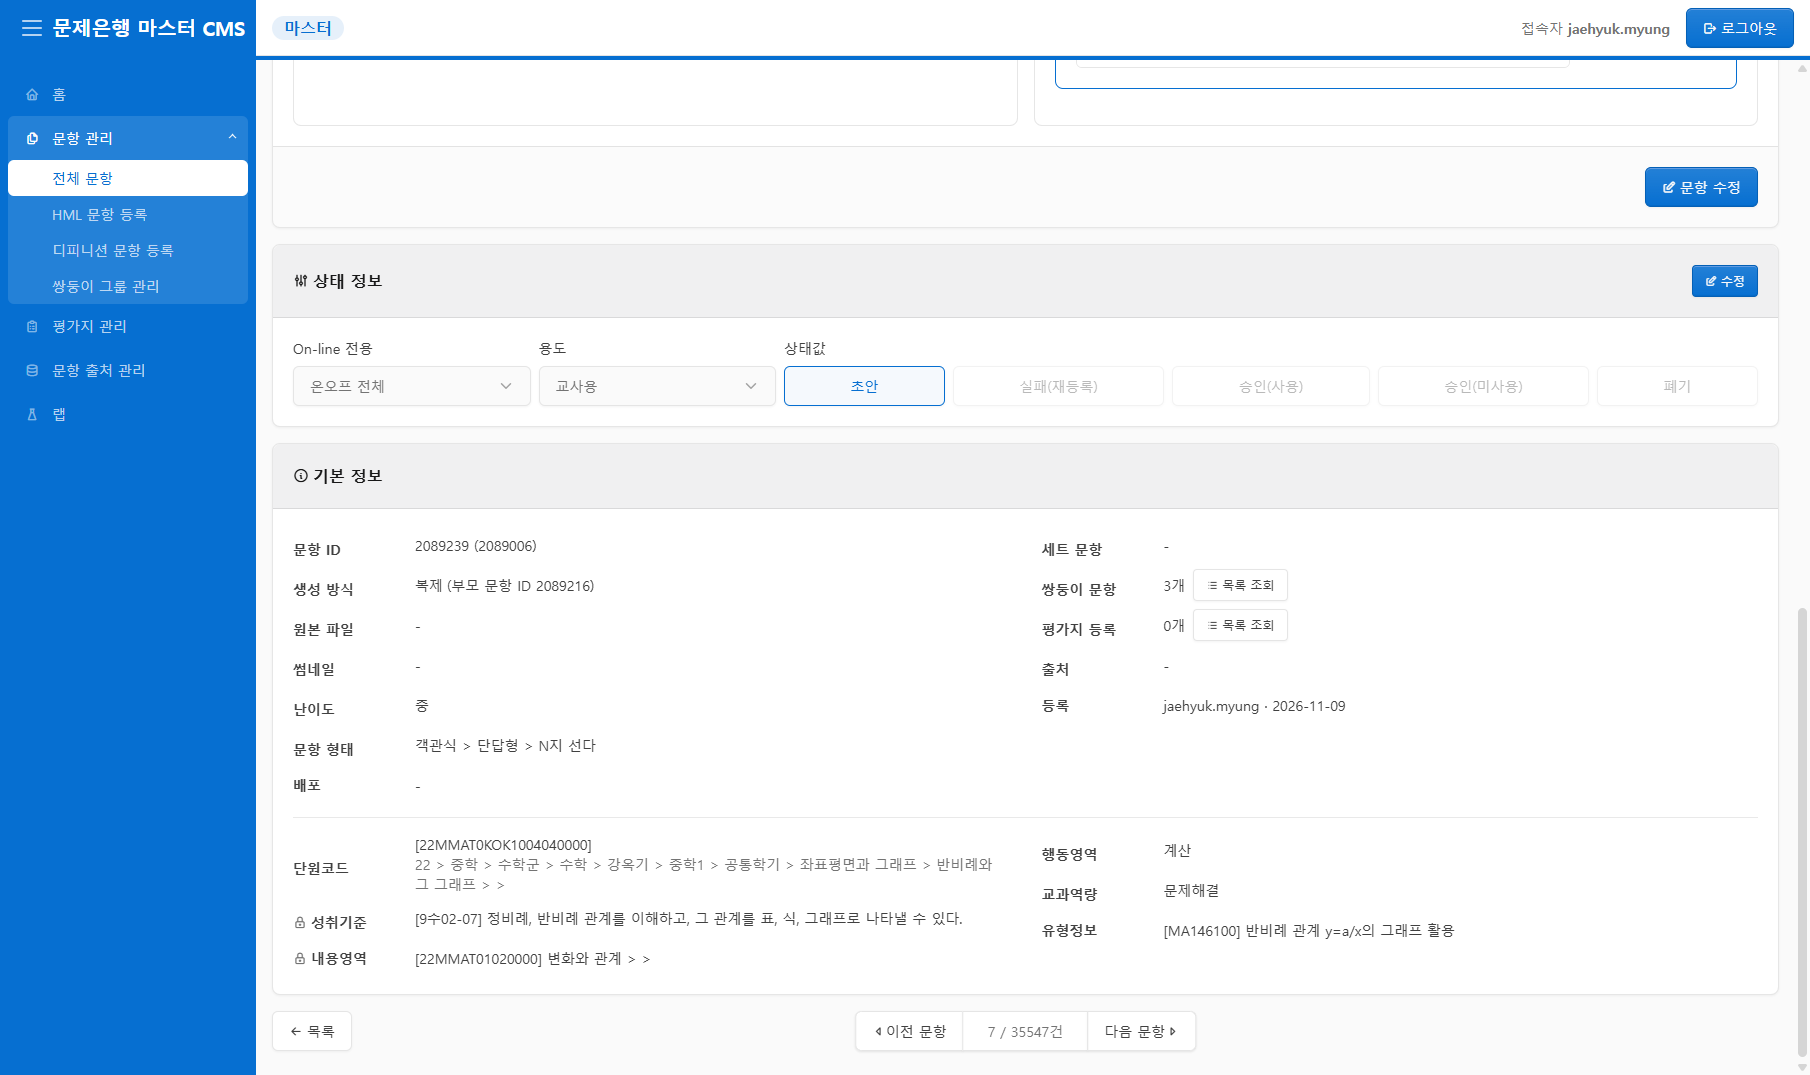 문제은행 마스터 CMS
마스터
접속자 jaehyuk.myung
로그아웃
홈
문항 관리
전체 문항
HML 문항 등록
디피니션 문항 등록
쌍둥이 그룹 관리
평가지 관리
문항 출처 관리
랩
문항 수정
상태 정보
수정
On-line 전용
용도
상태값
온오프 전체
교사용
초안
실패(재등록)
승인(사용)
승인(미사용)
폐기
기본 정보
문항 ID
2089239 (2089006)
생성 방식
복제 (부모 문항 ID 2089216)
원본 파일
-
썸네일
-
난이도
중
문항 형태
객관식 > 단답형 > N지 선다
배포
-
세트 문항
-
쌍둥이 문항
3개
목록 조회
평가지 등록
0개
목록 조회
출처
-
등록
jaehyuk.myung · 2026-11-09
단원코드
[22MMAT0KOK1004040000]
22 > 중학 > 수학군 > 수학 > 강옥기 > 중학1 > 공통학기 > 좌표평면과 그래프 > 반비례와
그 그래프 > >
성취기준
[9수02-07] 정비례, 반비례 관계를 이해하고, 그 관계를 표, 식, 그래프로 나타낼 수 있다.
내용영역
[22MMAT01020000] 변화와 관계 > >
행동영역
계산
교과역량
문제해결
유형정보
[MA146100] 반비례 관계 y=a/x의 그래프 활용
목록
이전 문항
7 / 35547건
다음 문항